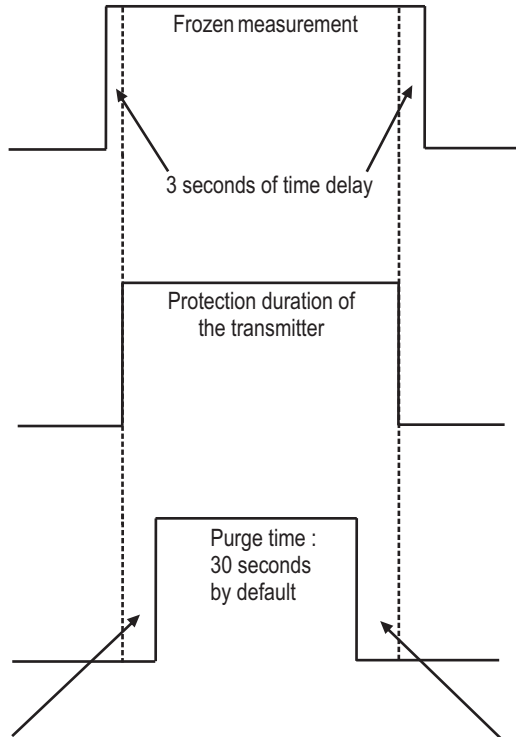 Frozen measurement
3 seconds of time delay
Protection duration of
the transmitter
Purge time :
30 seconds
by default